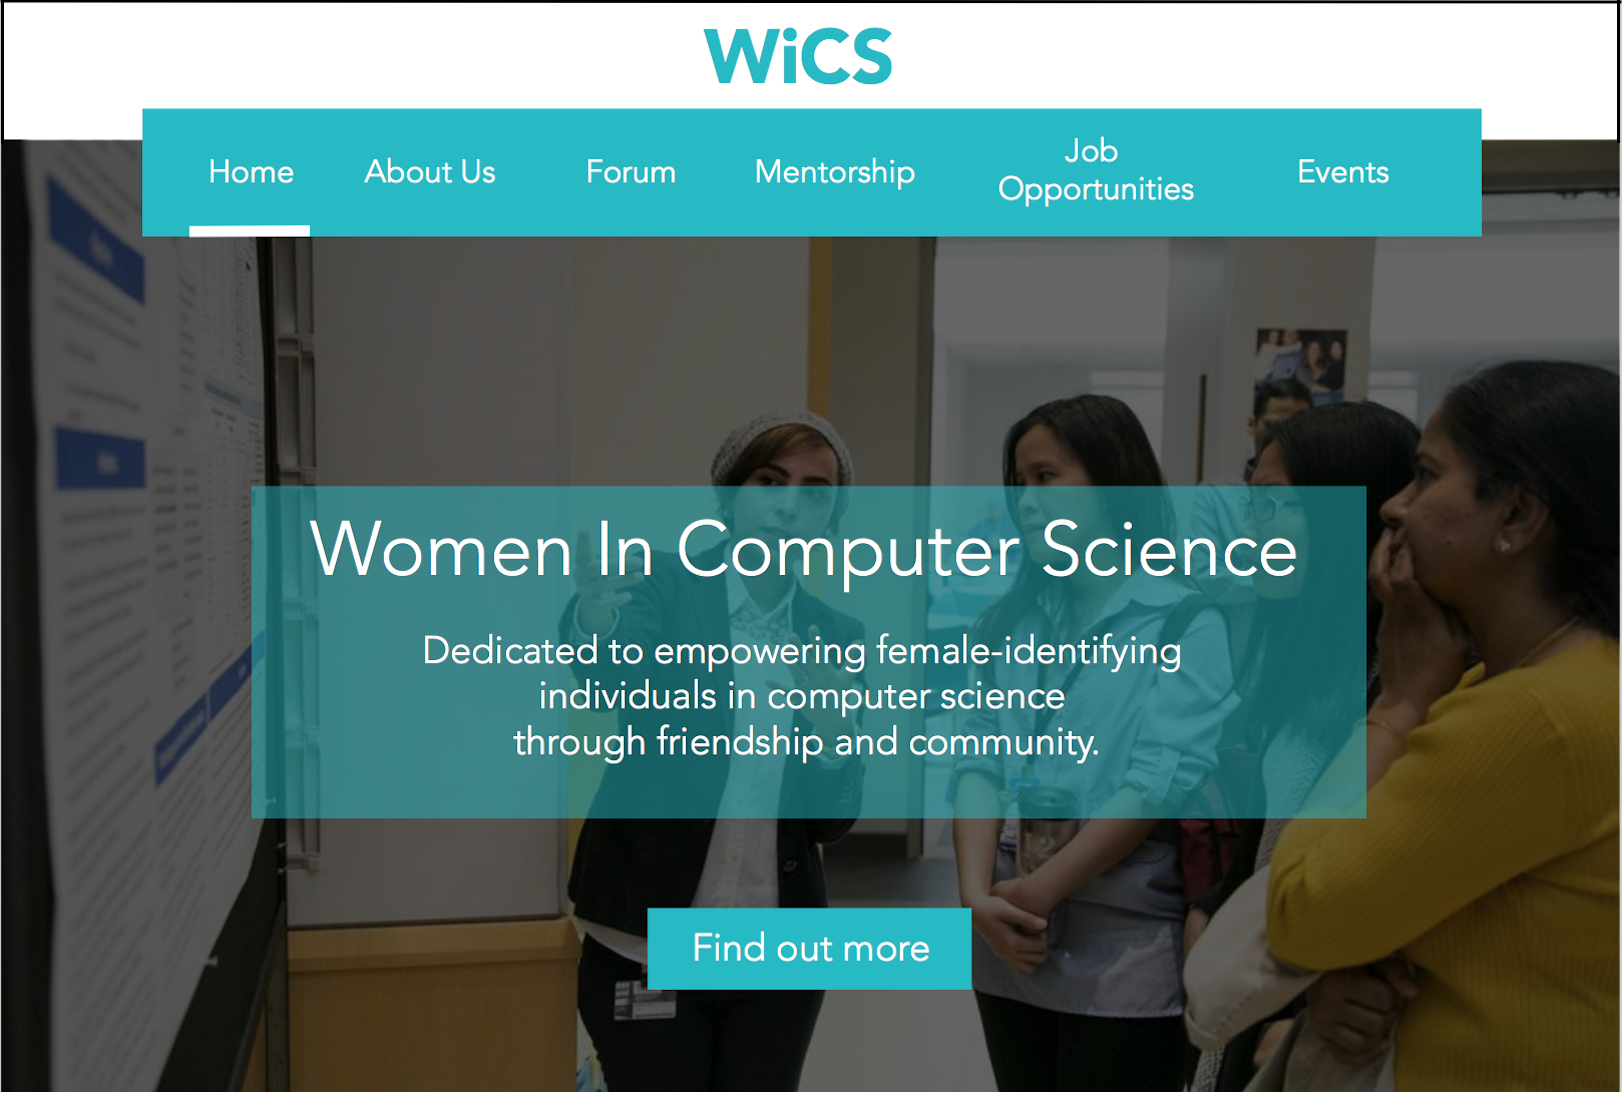 WiCS
Home
About Us
Forum
Mentorship
Job
Opportunities
Events
Women In Computer Science
Dedicated to empowering female-identifying
individuals in computer science
through friendship and community.
Find out more